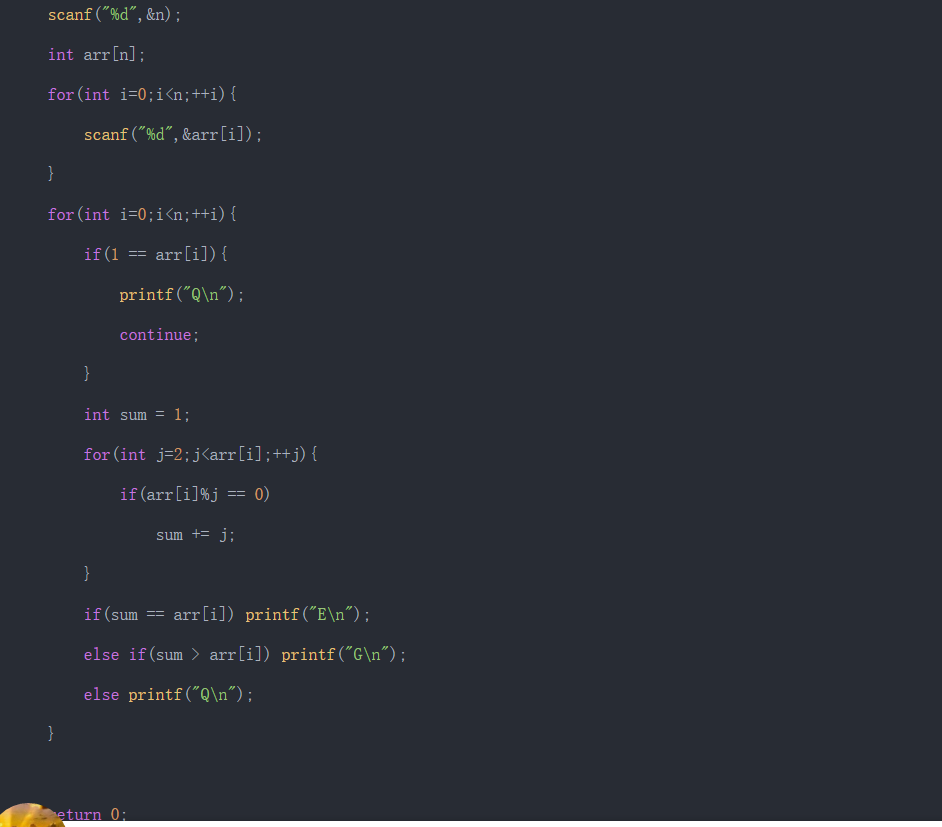 scanf("%d",&n);
int arr[n];
for(int i=0;i<n;++i){
scanf("%d",&arr[i]);
}
for(int i=0;i<n;++i){
if(1 == arr[i]){
printf("Q\n");
continue;
}
int sum = 1;
for(int j=2;j<arr[i];++j){
if(arr[i]%j == 0)
sum += j;
}
if(sum == arr[i]) printf("E\n");
else if(sum > arr[i]) printf("G\n");
else printf("Q\n");
}
return 0;